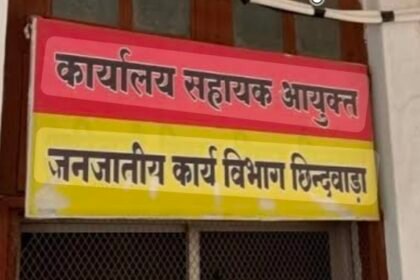 कार्यालय सहायक आयुक्त
जनजातीय कार्य विभाग छिन्दवाड़ा